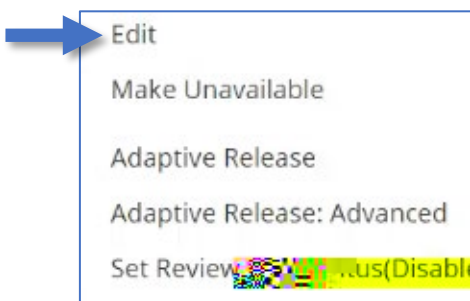 Edit
Make Unavailable
Adaptive Release
Adaptive Release: Advanced
Set Review